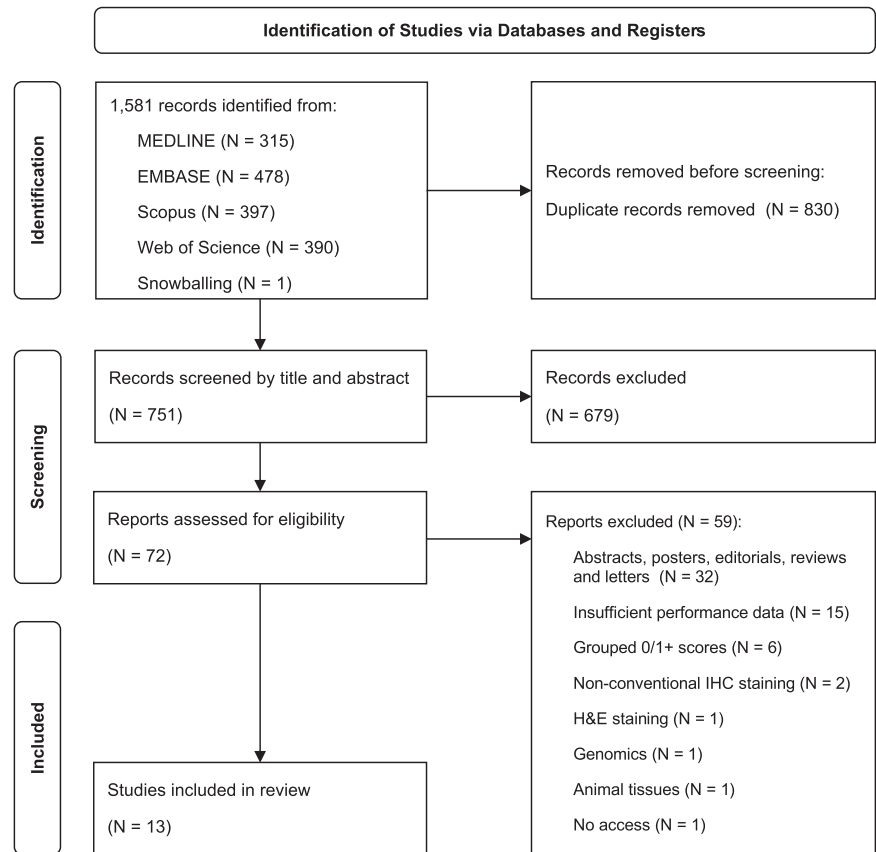 Identification of Studies via Databases and Registers
Identification
1,581 records identified from:
MEDLINE (N = 315)
EMBASE (N = 478)
Scopus (N = 397)
Web of Science (N = 390)
Snowballing (N = 1)
Records removed before screening:
Duplicate records removed (N = 830)
Screening
Records screened by title and abstract
(N = 751)
Records excluded
(N = 679)
Reports assessed for eligibility
(N = 72)
Reports excluded (N = 59):
Abstracts, posters, editorials, reviews
and letters (N = 32)
Insufficient performance data (N = 15)
Grouped 0/1+ scores (N = 6)
Non-conventional IHC staining (N = 2)
H&E staining (N = 1)
Genomics (N = 1)
Animal tissues (N = 1)
No access (N = 1)
Included
Studies included in review
(N = 13)